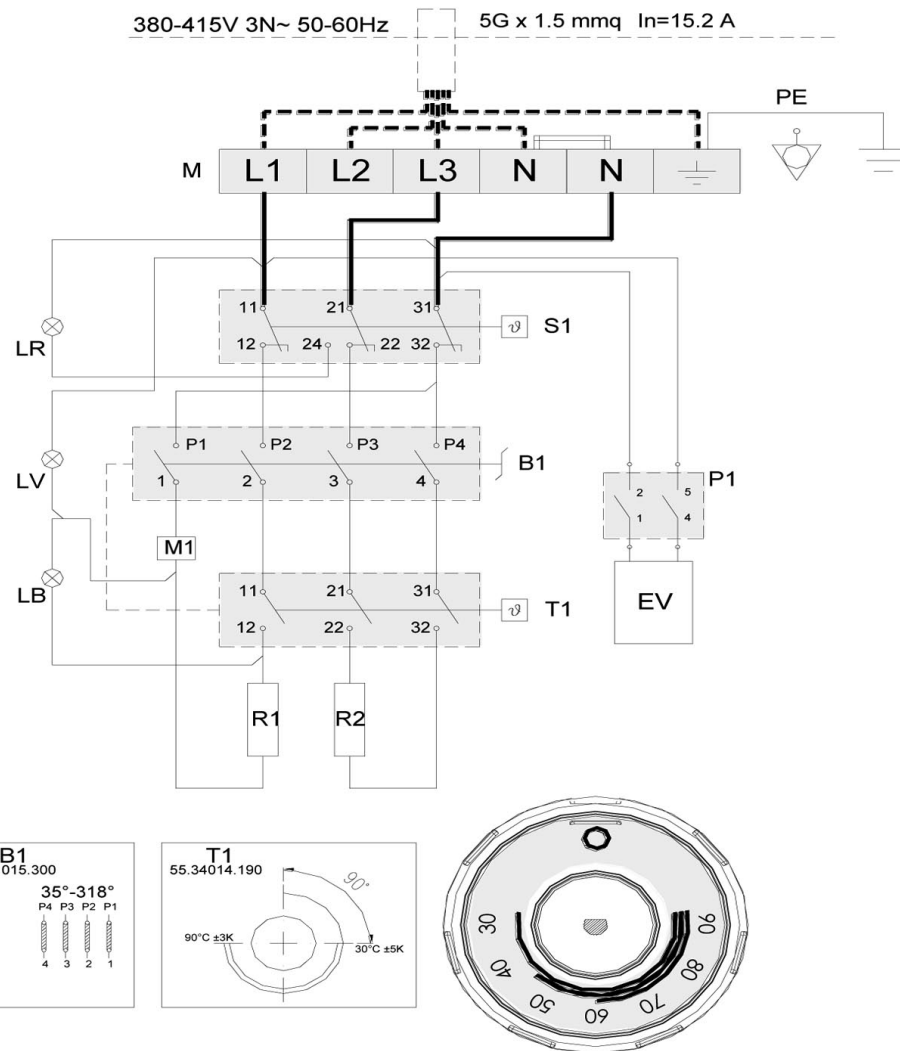 380-415V 3N~ 50-60Hz 5G x 1.5 mmq In=15.2 A
PE
M L1 L2 L3 N N
11 21 31
S1
12 24 22 32
LR
P1 P2 P3 P4
B1
1 2 3 4
LV
P1
2 5
1 4
M1
LB
11 21 31
T1
12 22 32
EV
R1 R2
B1
015.300
35°-318°
P4 P3 P2 P1
4 3 2 1
T1
55.34014.190
90°
90°C ±3K
30°C ±5K
30
40
50
60
70
80
90